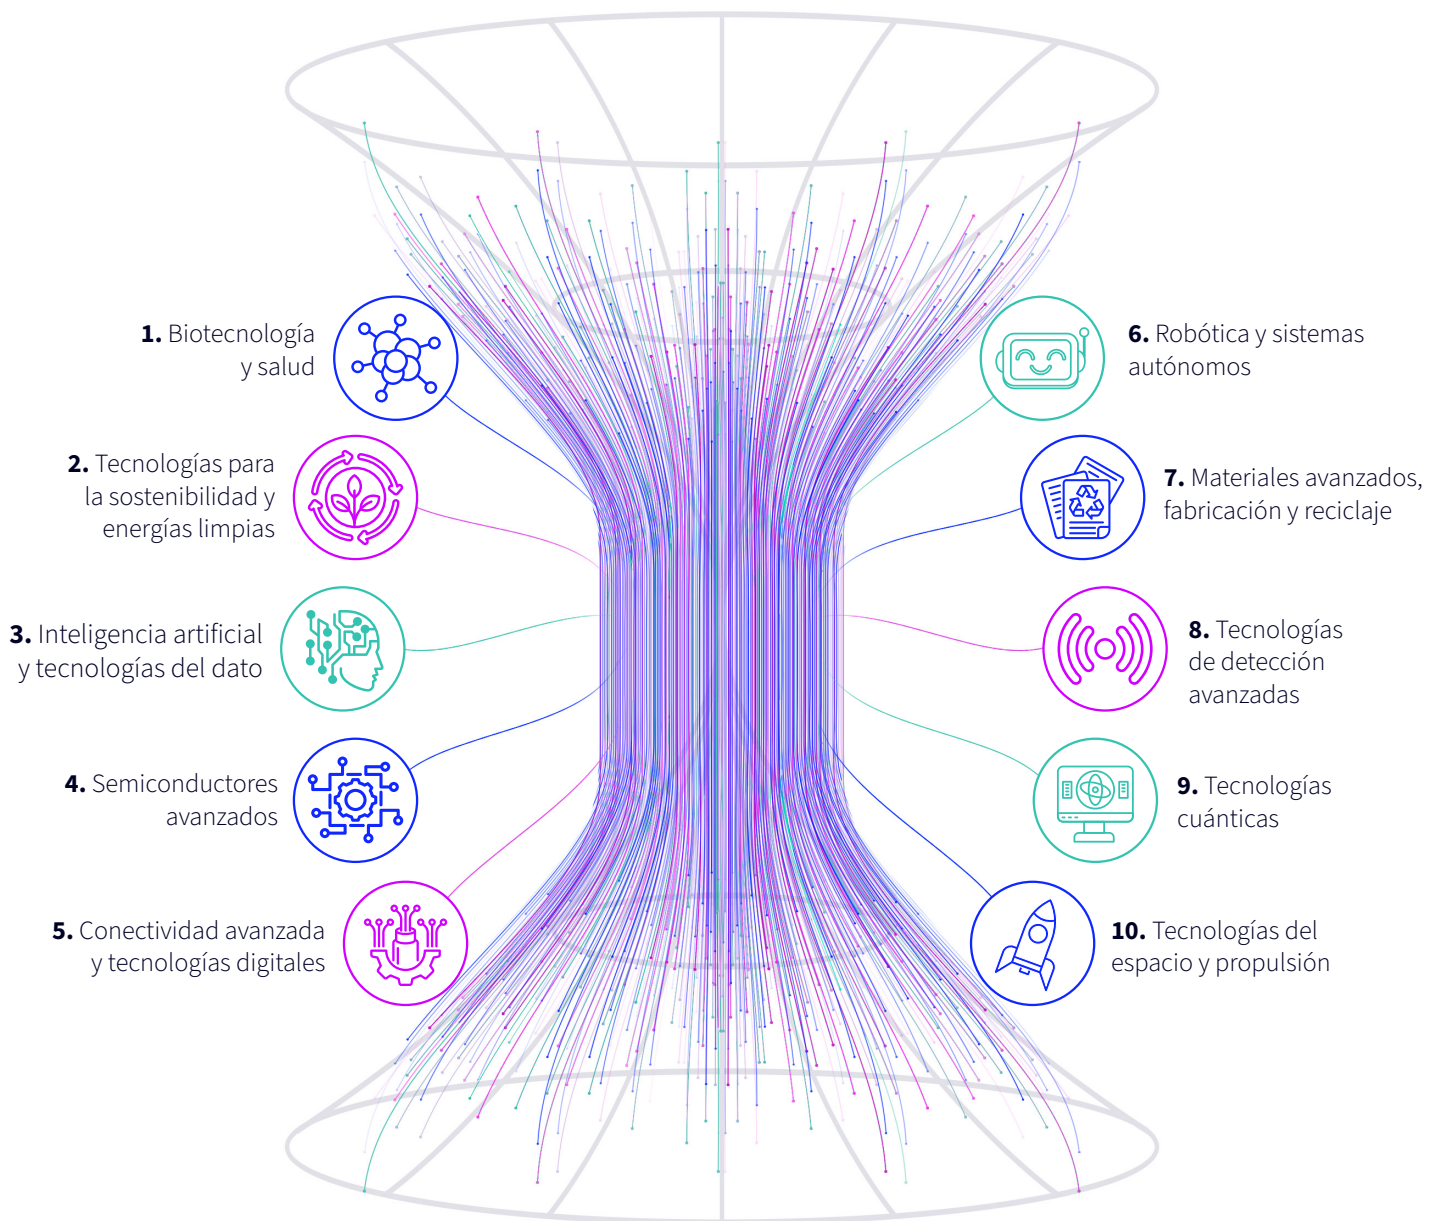 1. Biotecnología
y salud
2. Tecnologías para
la sostenibilidad y
energías limpias
3. Inteligencia artificial
y tecnologías del dato
4. Semiconductores
avanzados
5. Conectividad avanzada
y tecnologías digitales
6. Robótica y sistemas
autónomos
7. Materiales avanzados,
fabricación y reciclaje
8. Tecnologías
de detección
avanzadas
9. Tecnologías
cuánticas
10. Tecnologías del
espacio y propulsión